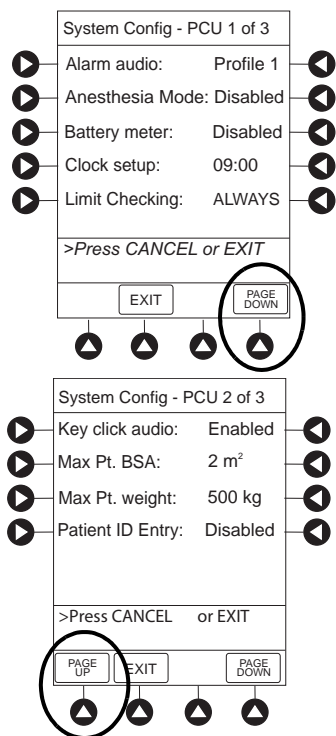 System Config - PCU 1 of 3
Alarm audio: Profile 1
Anesthesia Mode: Disabled
Battery meter: Disabled
Clock setup: 09:00
Limit Checking: ALWAYS
>Press CANCEL or EXIT
EXIT
PAGE
DOWN
System Config - PCU 2 of 3
Key click audio: Enabled
Max Pt. BSA: 2 m²
Max Pt. weight: 500 kg
Patient ID Entry: Disabled
>Press CANCEL or EXIT
PAGE
UP
EXIT
PAGE
DOWN